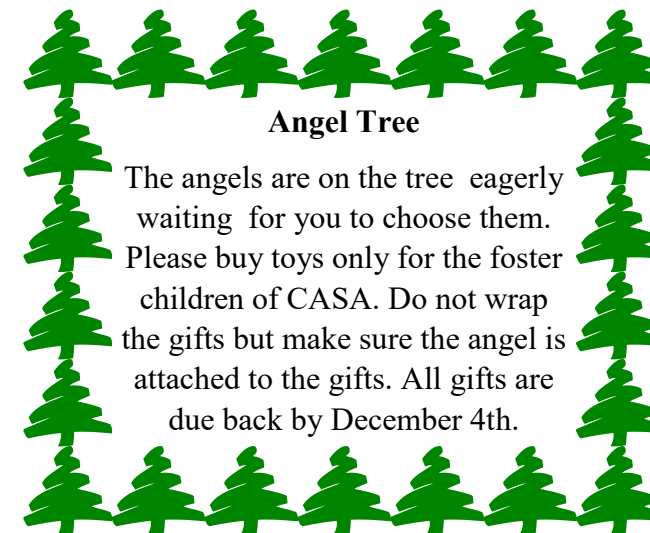 Angel Tree
The angels are on the tree  eagerly
waiting  for you to choose them.
Please buy toys only for the foster
children of CASA. Do not wrap
the gifts but make sure the angel is
attached to the gifts. All gifts are
due back by December 4th.